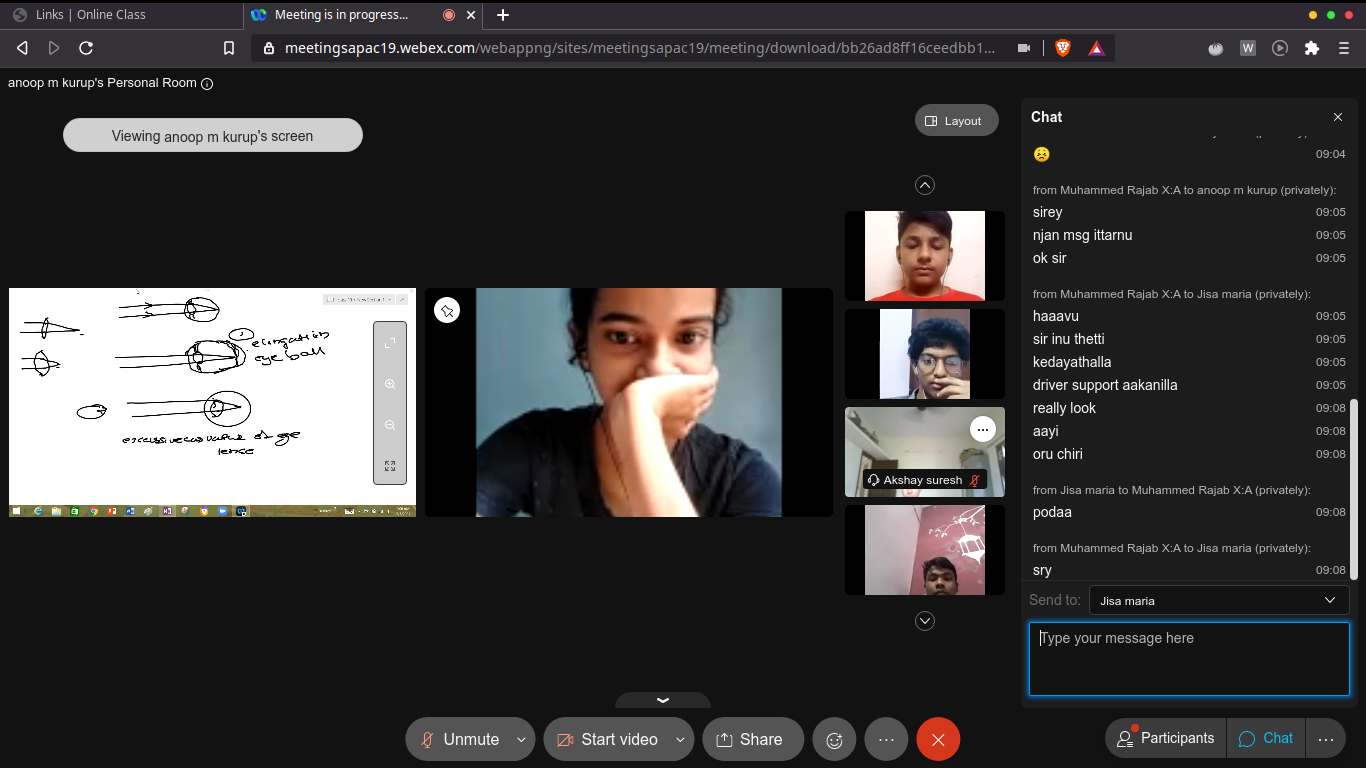 Links | Online Class
Meeting is in progress...
meetingsapac19.webex.com/webappng/sites/meetingsapac19/meeting/download/bb26ad8ff16ceedbb1...
W
anoop m kurup's Personal Room
Viewing anoop m kurup's screen
Layout
elongation
eye ball
of eye
lense
Akshay suresh
Chat
09:04
from Muhammed Rajab X:A to anoop m kurup (privately):
sirey 09:05
njan msg ittarnu 09:05
ok sir 09:05
from Muhammed Rajab X:A to Jisa maria (privately):
haaavu 09:05
sir inu thetti 09:05
kedayathalla 09:05
driver support aakanilla 09:05
really look 09:08
aayi 09:08
oru chiri 09:08
from Jisa maria to Muhammed Rajab X:A (privately):
podaa 09:08
from Muhammed Rajab X:A to Jisa maria (privately):
sry 09:08
Send to: Jisa maria
Type your message here
Unmute
Start video
Share
Participants
Chat